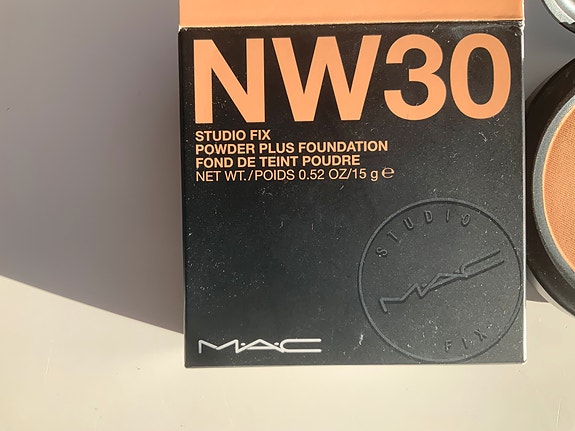 NW30
STUDIO FIX
POWDER PLUS FOUNDATION
FOND DE TEINT POUDRE
NET WT./POIDS 0.52 OZ/15 g ℮
STUDIO
MAC
FIX
M·A·C